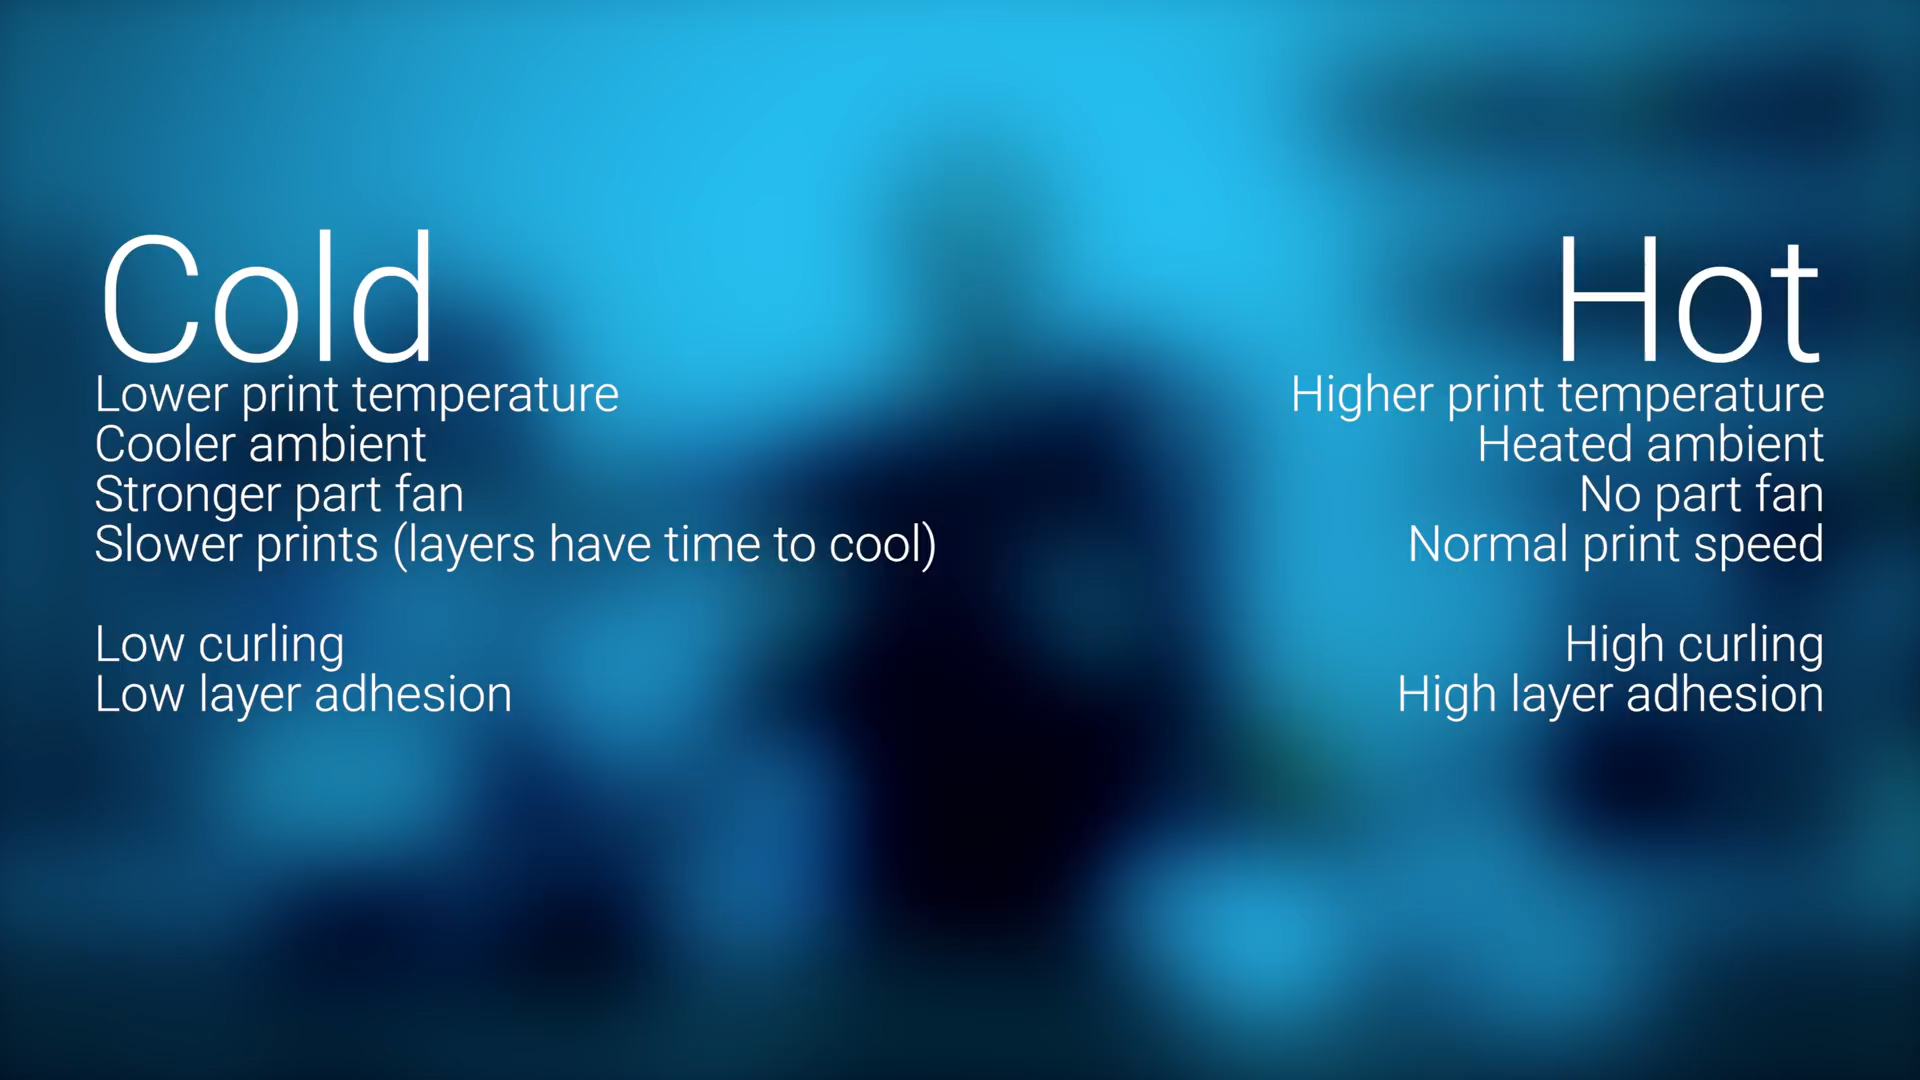 Cold
Lower print temperature
Cooler ambient
Stronger part fan
Slower prints (layers have time to cool)
Low curling
Low layer adhesion
Hot
Higher print temperature
Heated ambient
No part fan
Normal print speed
High curling
High layer adhesion